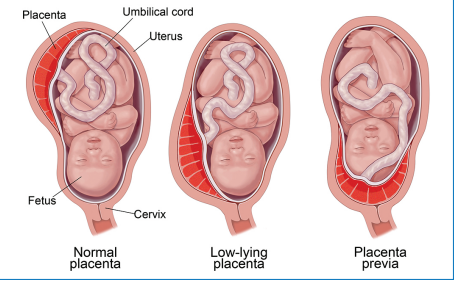 Placenta
Umbilical cord
Uterus
Fetus
Cervix
Normal
placenta
Low-lying
placenta
Placenta
previa